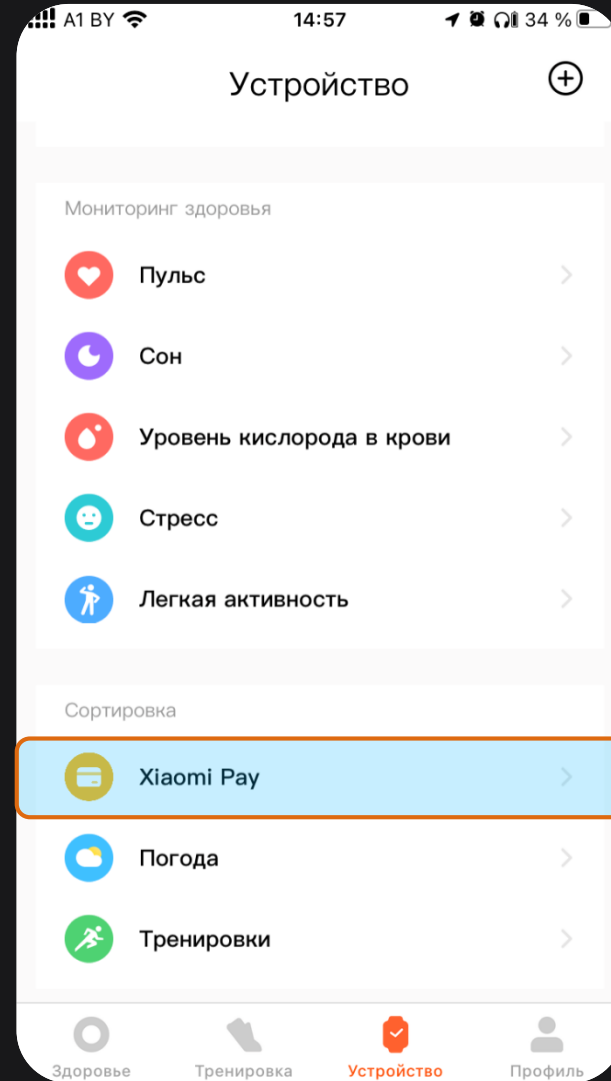 A1 BY 14:57 34 %
Устройство
Мониторинг здоровья
Пульс
Сон
Уровень кислорода в крови
Стресс
Легкая активность
Сортировка
Xiaomi Pay
Погода
Тренировки
Здоровье Тренировка Устройство Профиль